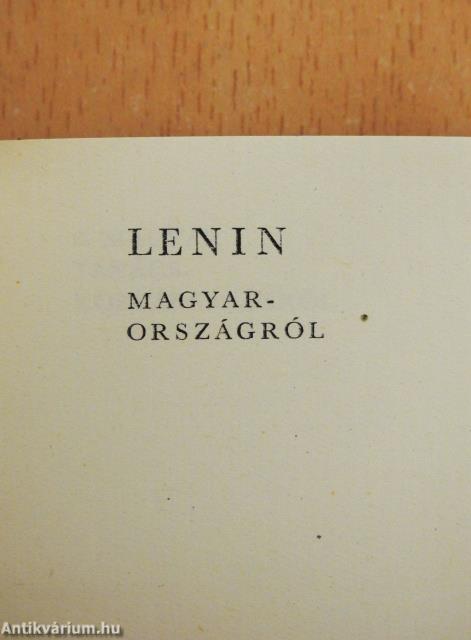 LENIN
MAGYAR-
ORSZÁGRÓL
Antikvárium.hu